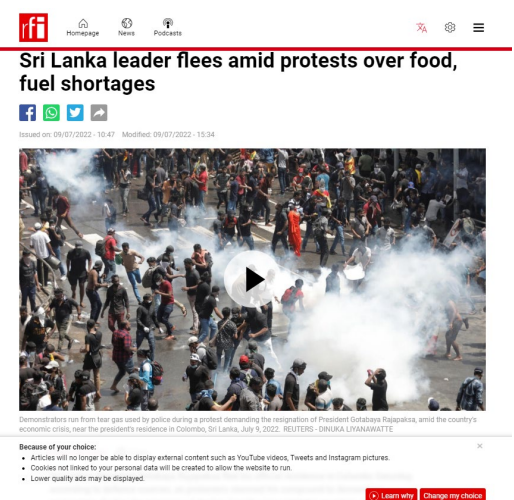 rfi
Homepage
News
Podcasts
Sri Lanka leader flees amid protests over food,
fuel shortages
Issued on: 09/07/2022 - 10:47 Modified: 09/07/2022 - 15:34
Demonstrators run from tear gas used by police during a protest demanding the resignation of President Gotabaya Rajapaksa, amid the country's
economic crisis, near the president's residence in Colombo, Sri Lanka, July 9, 2022. REUTERS - DINUKA LIYANAWATTE
Because of your choice:
Articles will no longer be able to display external content such as YouTube videos, Tweets and Instagram pictures.
Cookies not linked to your personal data will be created to allow the website to run.
Lower quality ads may be displayed.
Learn why
Change my choice